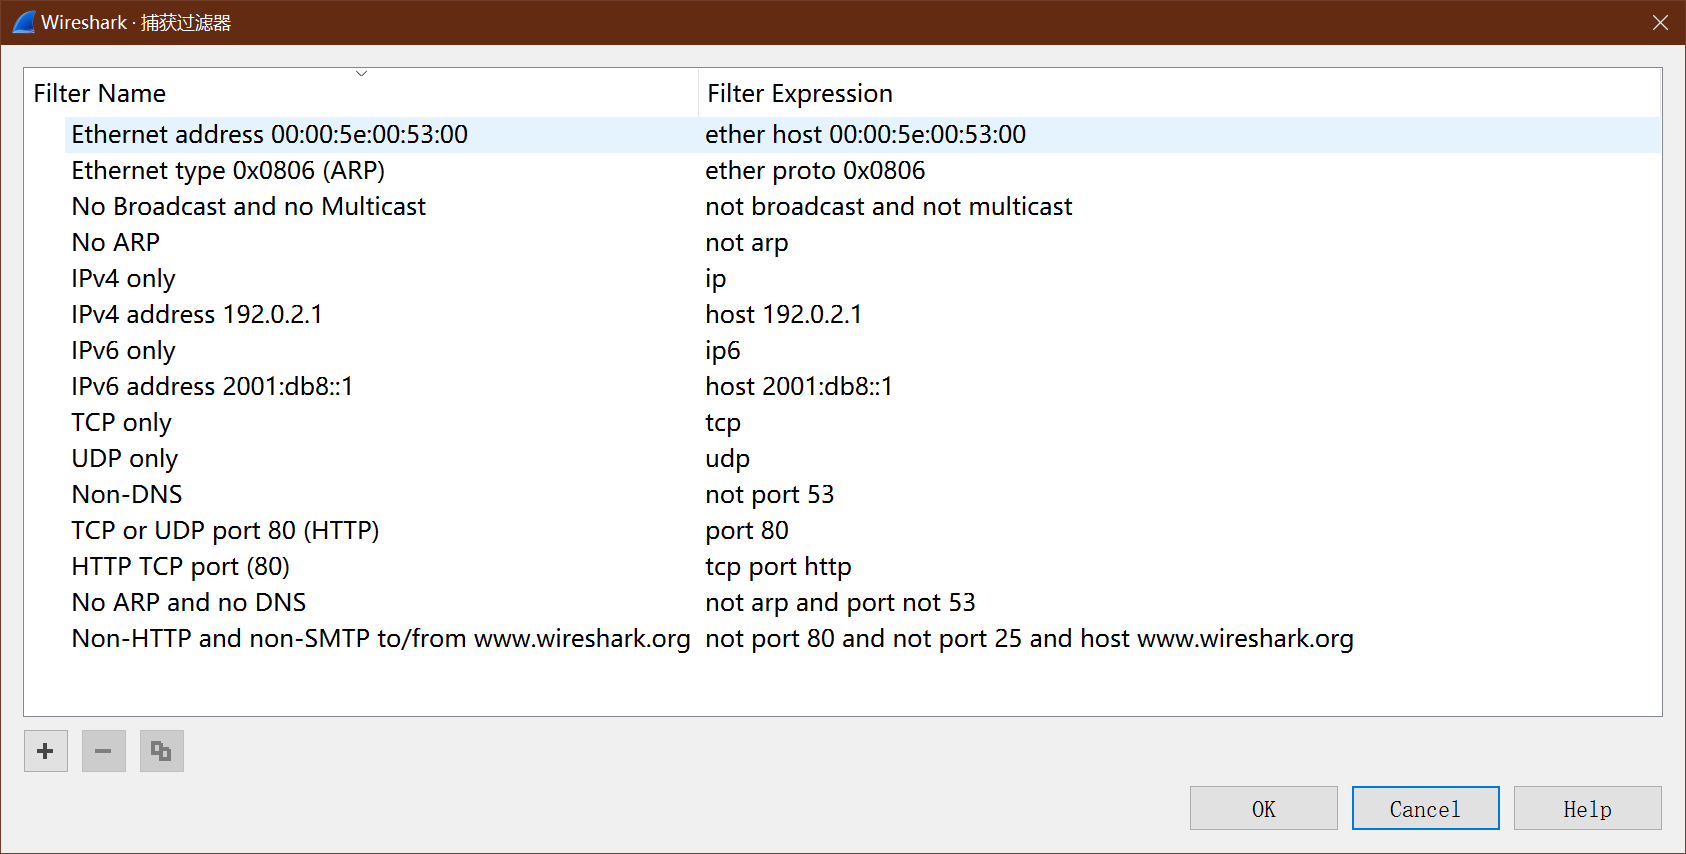 Wireshark · 捕获过滤器
Filter Name Filter Expression
Ethernet address 00:00:5e:00:53:00 ether host 00:00:5e:00:53:00
Ethernet type 0x0806 (ARP) ether proto 0x0806
No Broadcast and no Multicast not broadcast and not multicast
No ARP not arp
IPv4 only ip
IPv4 address 192.0.2.1 host 192.0.2.1
IPv6 only ip6
IPv6 address 2001:db8::1 host 2001:db8::1
TCP only tcp
UDP only udp
Non-DNS not port 53
TCP or UDP port 80 (HTTP) port 80
HTTP TCP port (80) tcp port http
No ARP and no DNS not arp and port not 53
Non-HTTP and non-SMTP to/from www.wireshark.org not port 80 and not port 25 and host www.wireshark.org
OK Cancel Help